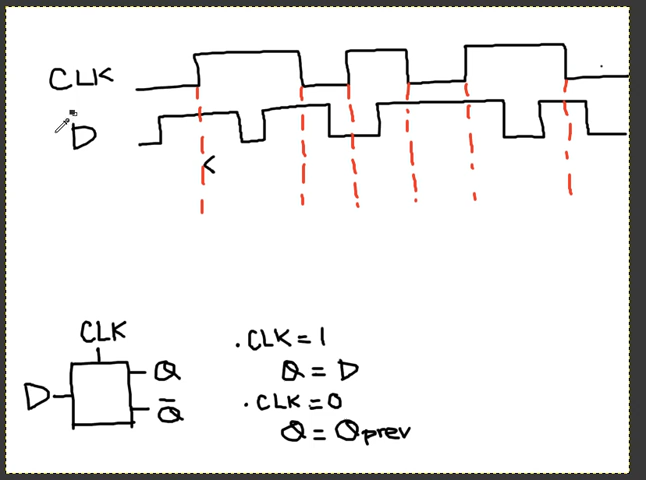 CLK
D
CLK
D
Q
Q̅
. CLK = 1
Q = D
. CLK = 0
Q = Qprev